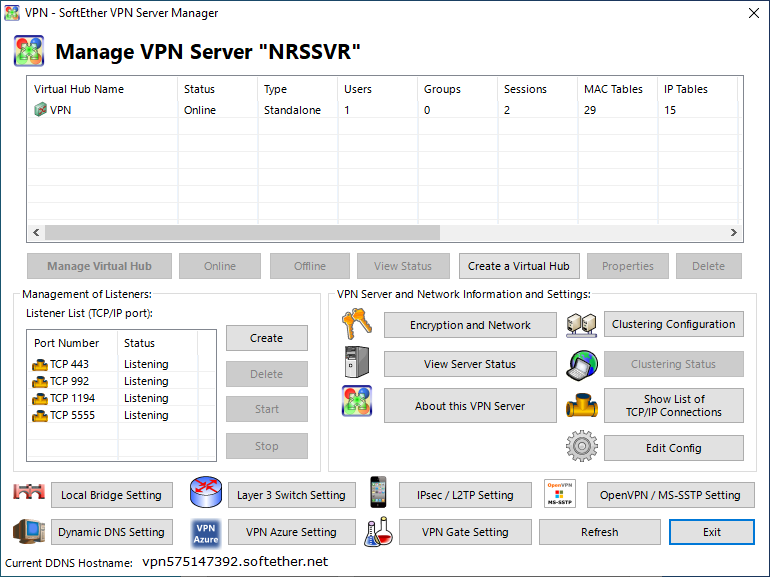 VPN - SoftEther VPN Server Manager
Manage VPN Server "NRSSVR"
Virtual Hub Name Status Type Users Groups Sessions MAC Tables IP Tables
VPN Online Standalone 1 0 2 29 15
Manage Virtual Hub Online Offline View Status Create a Virtual Hub Properties Delete
Management of Listeners:
Listener List (TCP/IP port):
Port Number Status
TCP 443 Listening
TCP 992 Listening
TCP 1194 Listening
TCP 5555 Listening
Create
Delete
Start
Stop
VPN Server and Network Information and Settings:
Encryption and Network Clustering Configuration
View Server Status Clustering Status
About this VPN Server Show List of
TCP/IP Connections
Edit Config
Local Bridge Setting Layer 3 Switch Setting IPsec / L2TP Setting OpenVPN
MS-SSTP OpenVPN / MS-SSTP Setting
Dynamic DNS Setting VPN
Azure VPN Azure Setting VPN Gate Setting Refresh Exit
Current DDNS Hostname: vpn575147392.softether.net